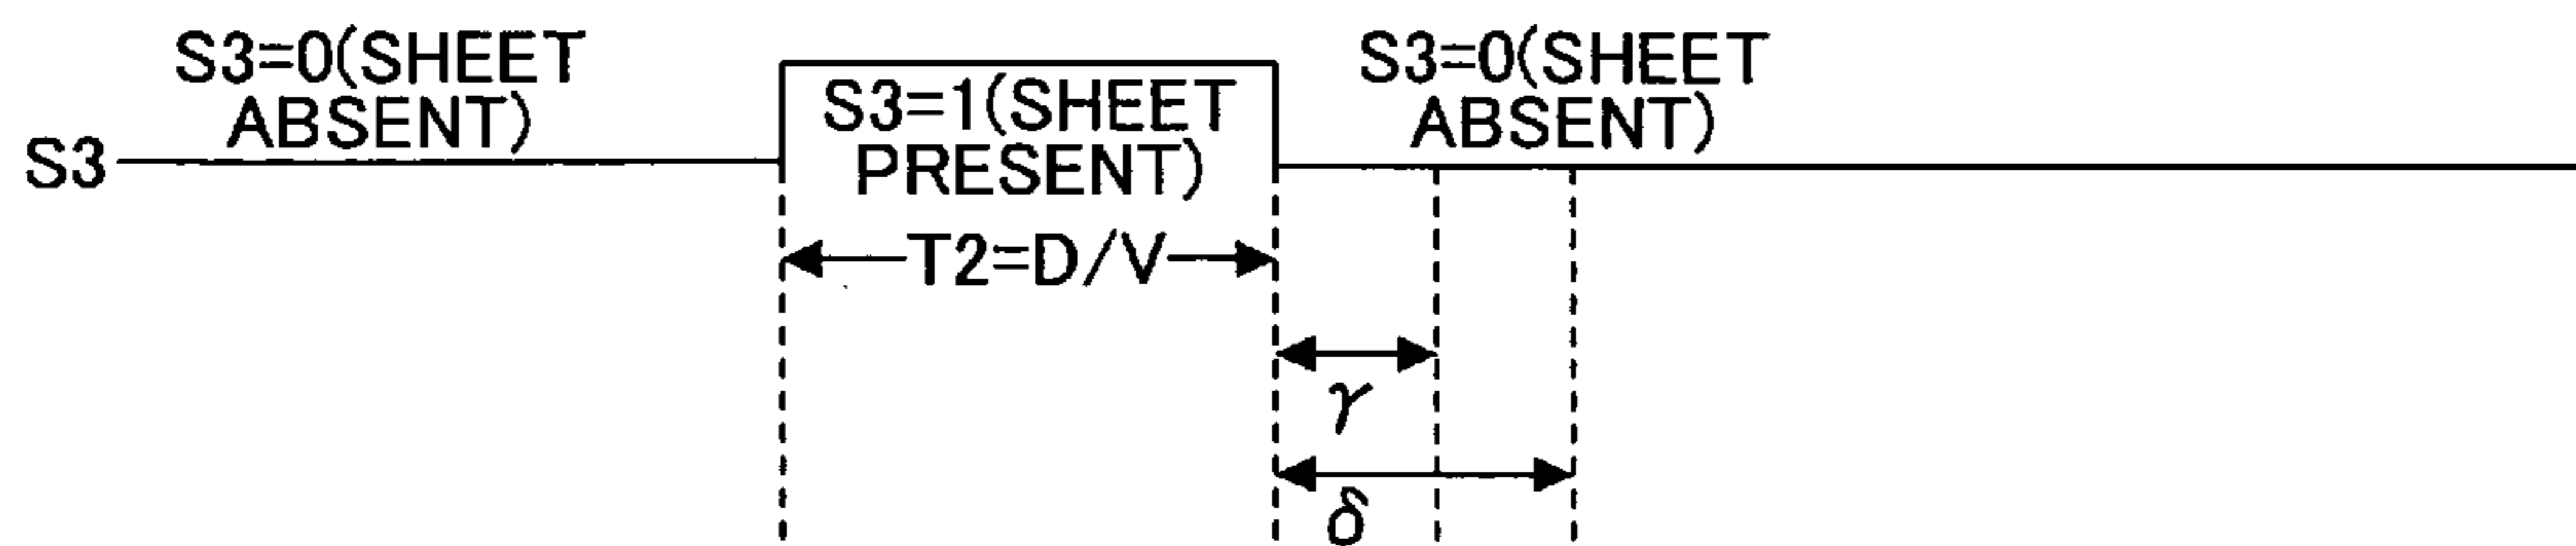 S3=0(SHEET
ABSENT)
S3=1(SHEET
PRESENT)
S3=0(SHEET
ABSENT)
S3
T2=D/V
γ
δ